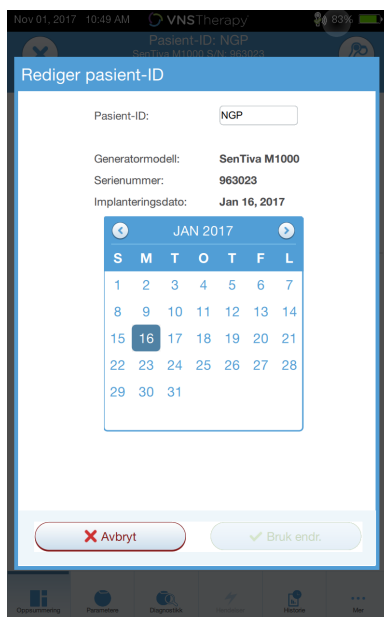 Nov 01, 2017 10:49 AM VNSTherapy 83%
Pasient-ID: NGP
SenTiva M1000 S/N: 963023
Rediger pasient-ID
Pasient-ID: NGP
Generatormodell: SenTiva M1000
Serienummer: 963023
Implanteringsdato: Jan 16, 2017
JAN 2017
S M T O T F L
1 2 3 4 5 6 7
8 9 10 11 12 13 14
15 16 17 18 19 20 21
22 23 24 25 26 27 28
29 30 31
Avbryt Bruk endr.
Oppsummering Parametere Diagnostikk Historie Mer